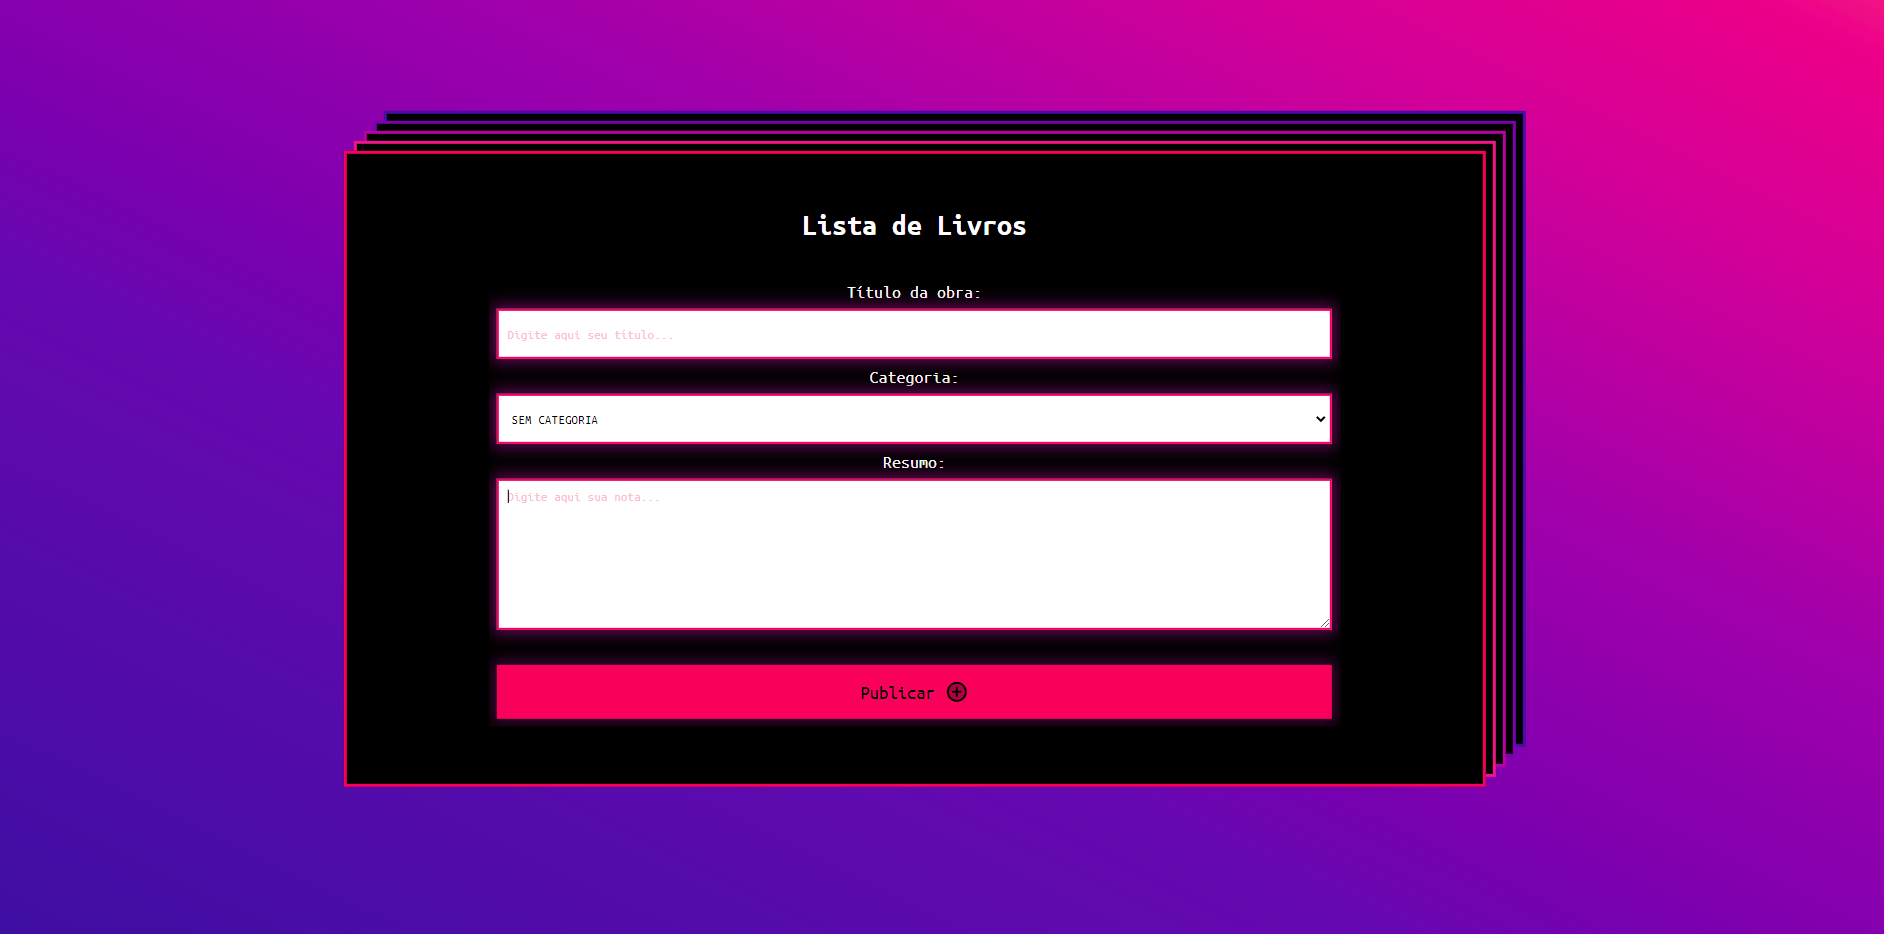 Lista de Livros
Título da obra:
Digite aqui seu título...
Categoria:
SEM CATEGORIA
Resumo:
Digite aqui sua nota...
Publicar